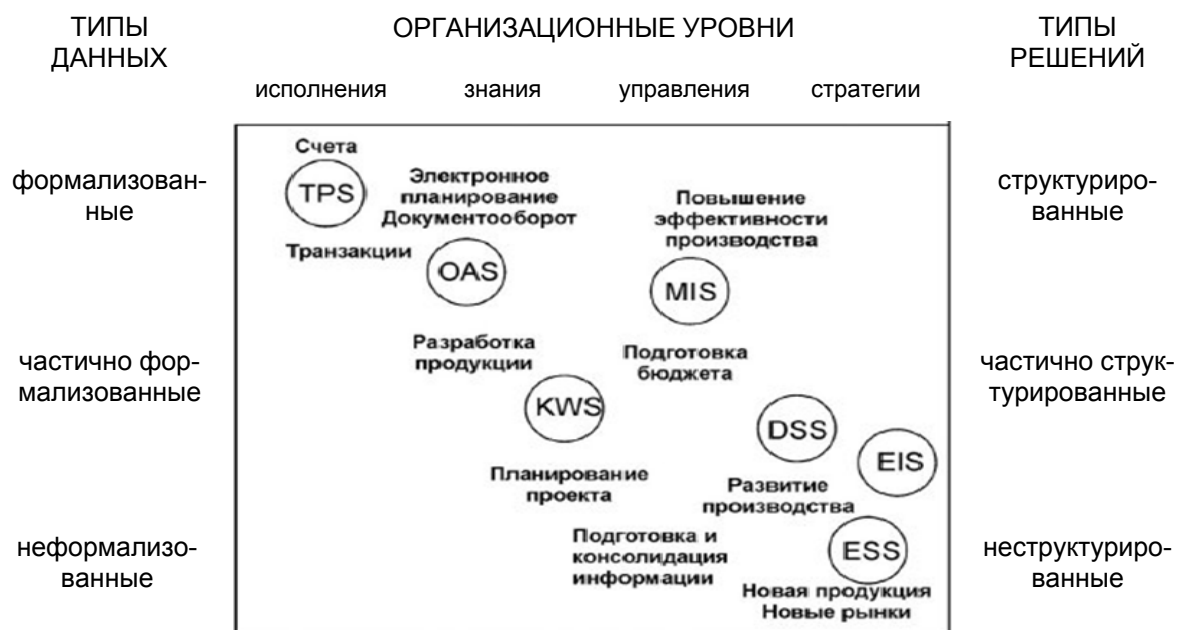 ТИПЫ
ДАННЫХ
ОРГАНИЗАЦИОННЫЕ УРОВНИ
ТИПЫ
РЕШЕНИЙ
исполнения
знания
управления
стратегии
формализован-
ные
Счета
TPS
Транзакции
Электронное
планирование
Документооборот
OAS
Повышение
эффективности
производства
MIS
структуриро-
ванные
частично фор-
мализованные
Разработка
продукции
KWS
Планирование
проекта
Подготовка
бюджета
DSS
EIS
Развитие
производства
частично струк-
турированные
неформализо-
ванные
Подготовка и
консолидация
информации
ESS
Новая продукция
Новые рынки
неструктуриро-
ванные